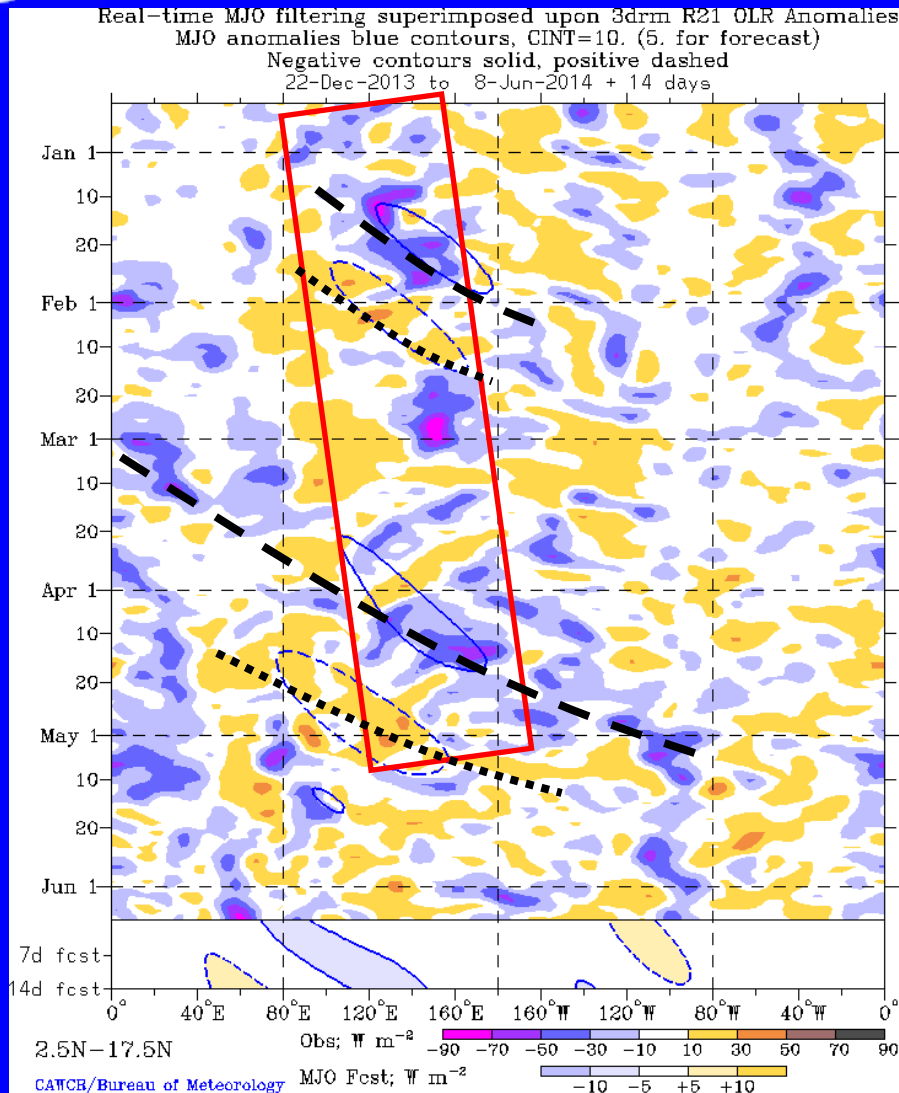 Real-time MJO filtering superimposed upon 3drm R21 OLR Anomalies
MJO anomalies blue contours, CINT=10. (5. for forecast)
Negative contours solid, positive dashed
22-Dec-2013 to 8-Jun-2014 + 14 days
Jan 1
10
20
Feb 1
10
20
Mar 1
10
20
Apr 1
10
20
May 1
10
20
Jun 1
7d fcst
14d fcst
0° 40°E 80°E 120°E 160°E 160°W 120°W 80°W 40°W 0°
2.5N-17.5N
Obs; W m-2
-90 -70 -50 -30 -10 10 30 50 70 90
CAWCR/Bureau of Meteorology
MJO Fcst; W m-2
-10 -5 +5 +10